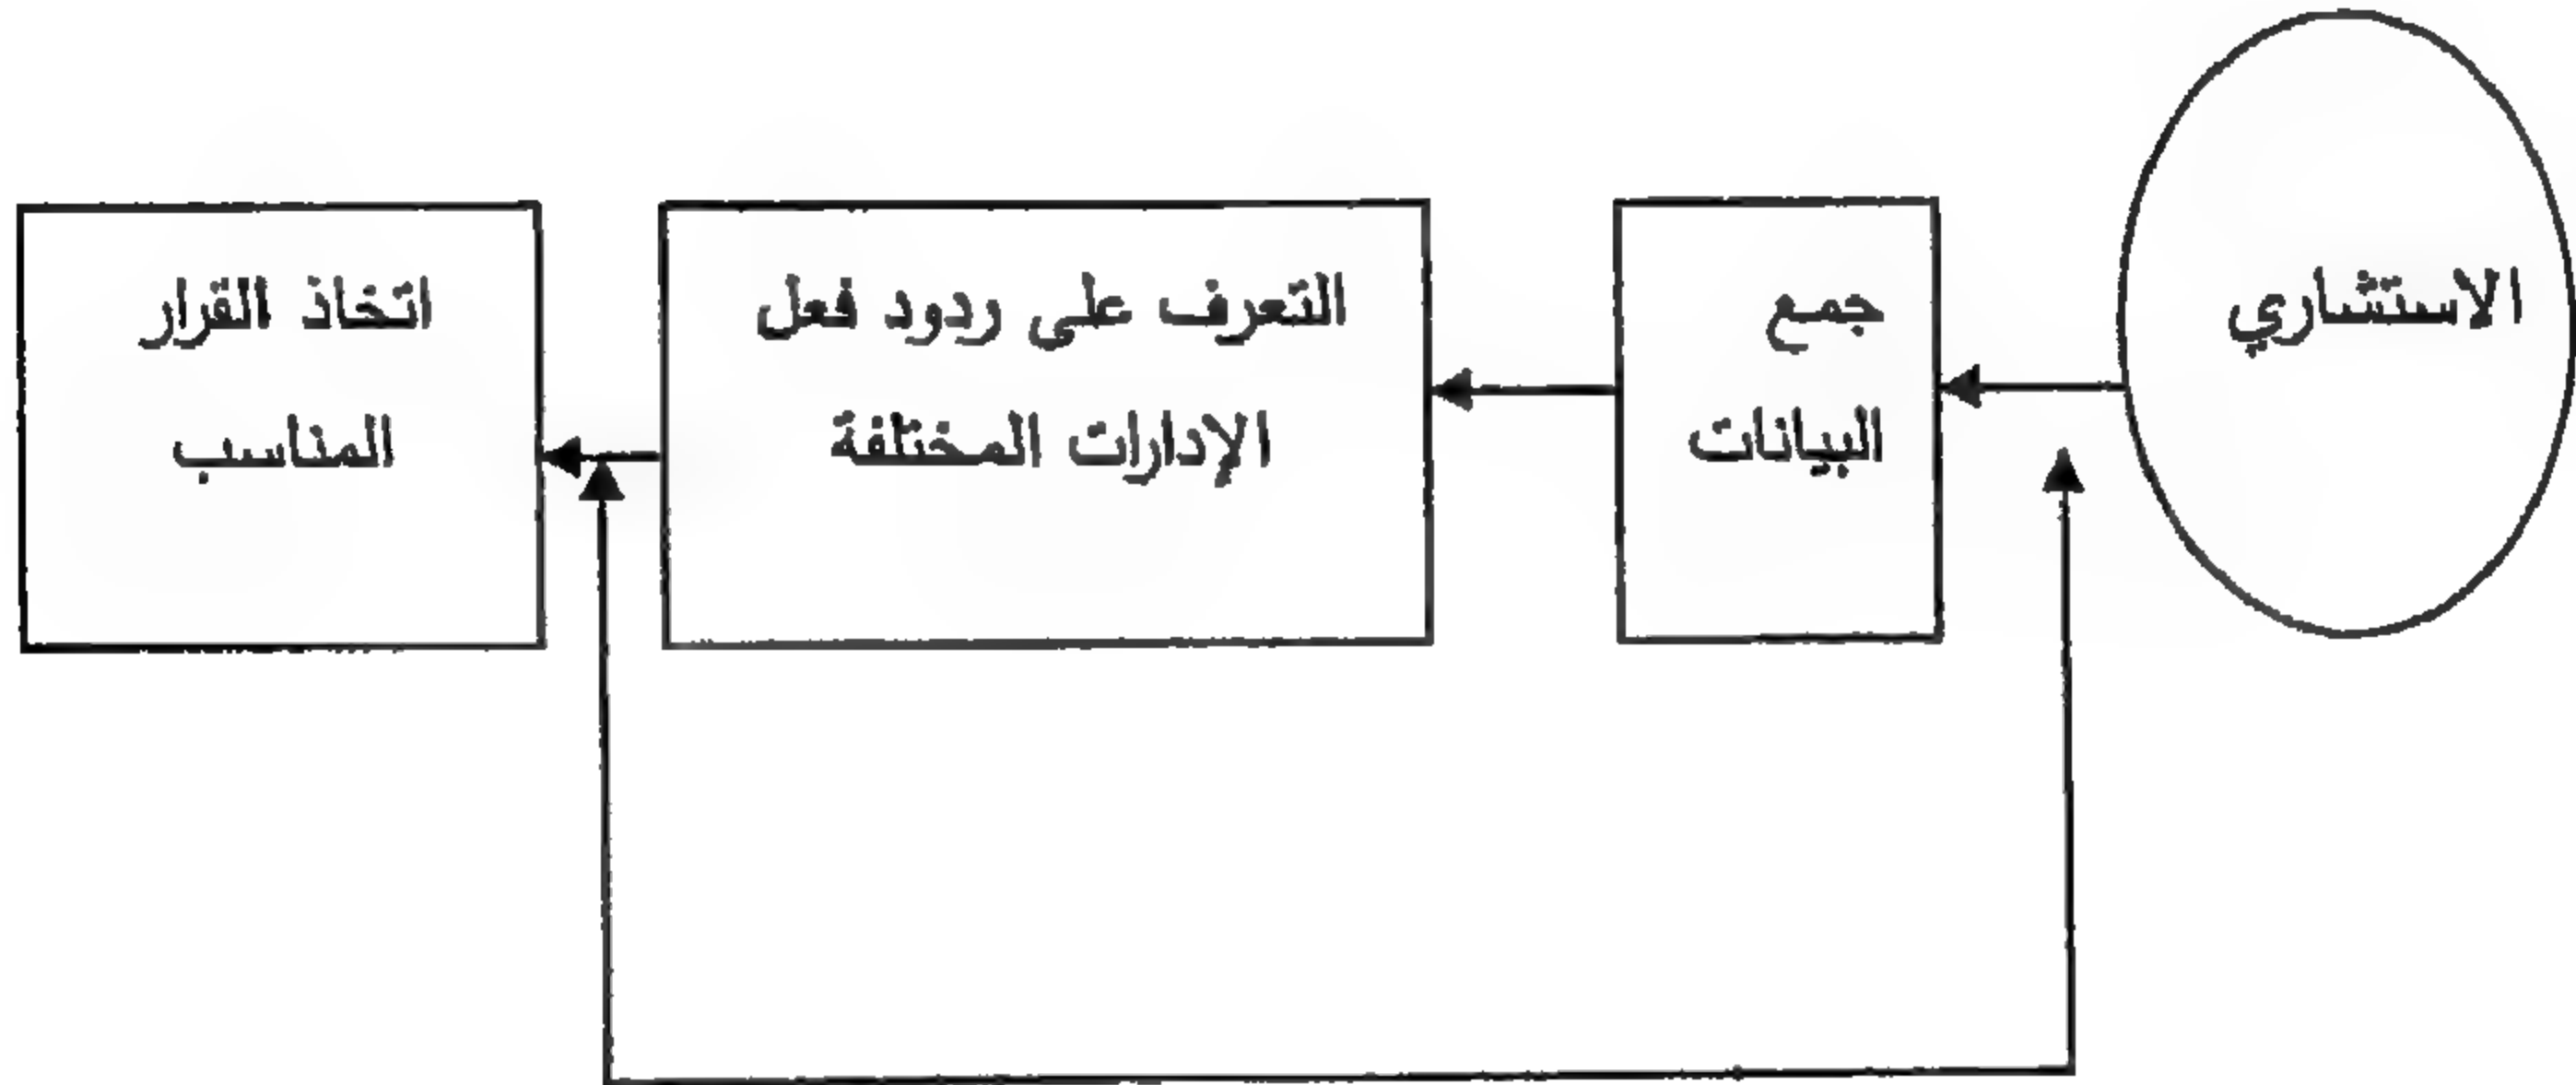 الاستشاري
جمع
البيانات
التعرف على ردود فعل
الإدارات المختلفة
اتخاذ القرار
المناسب